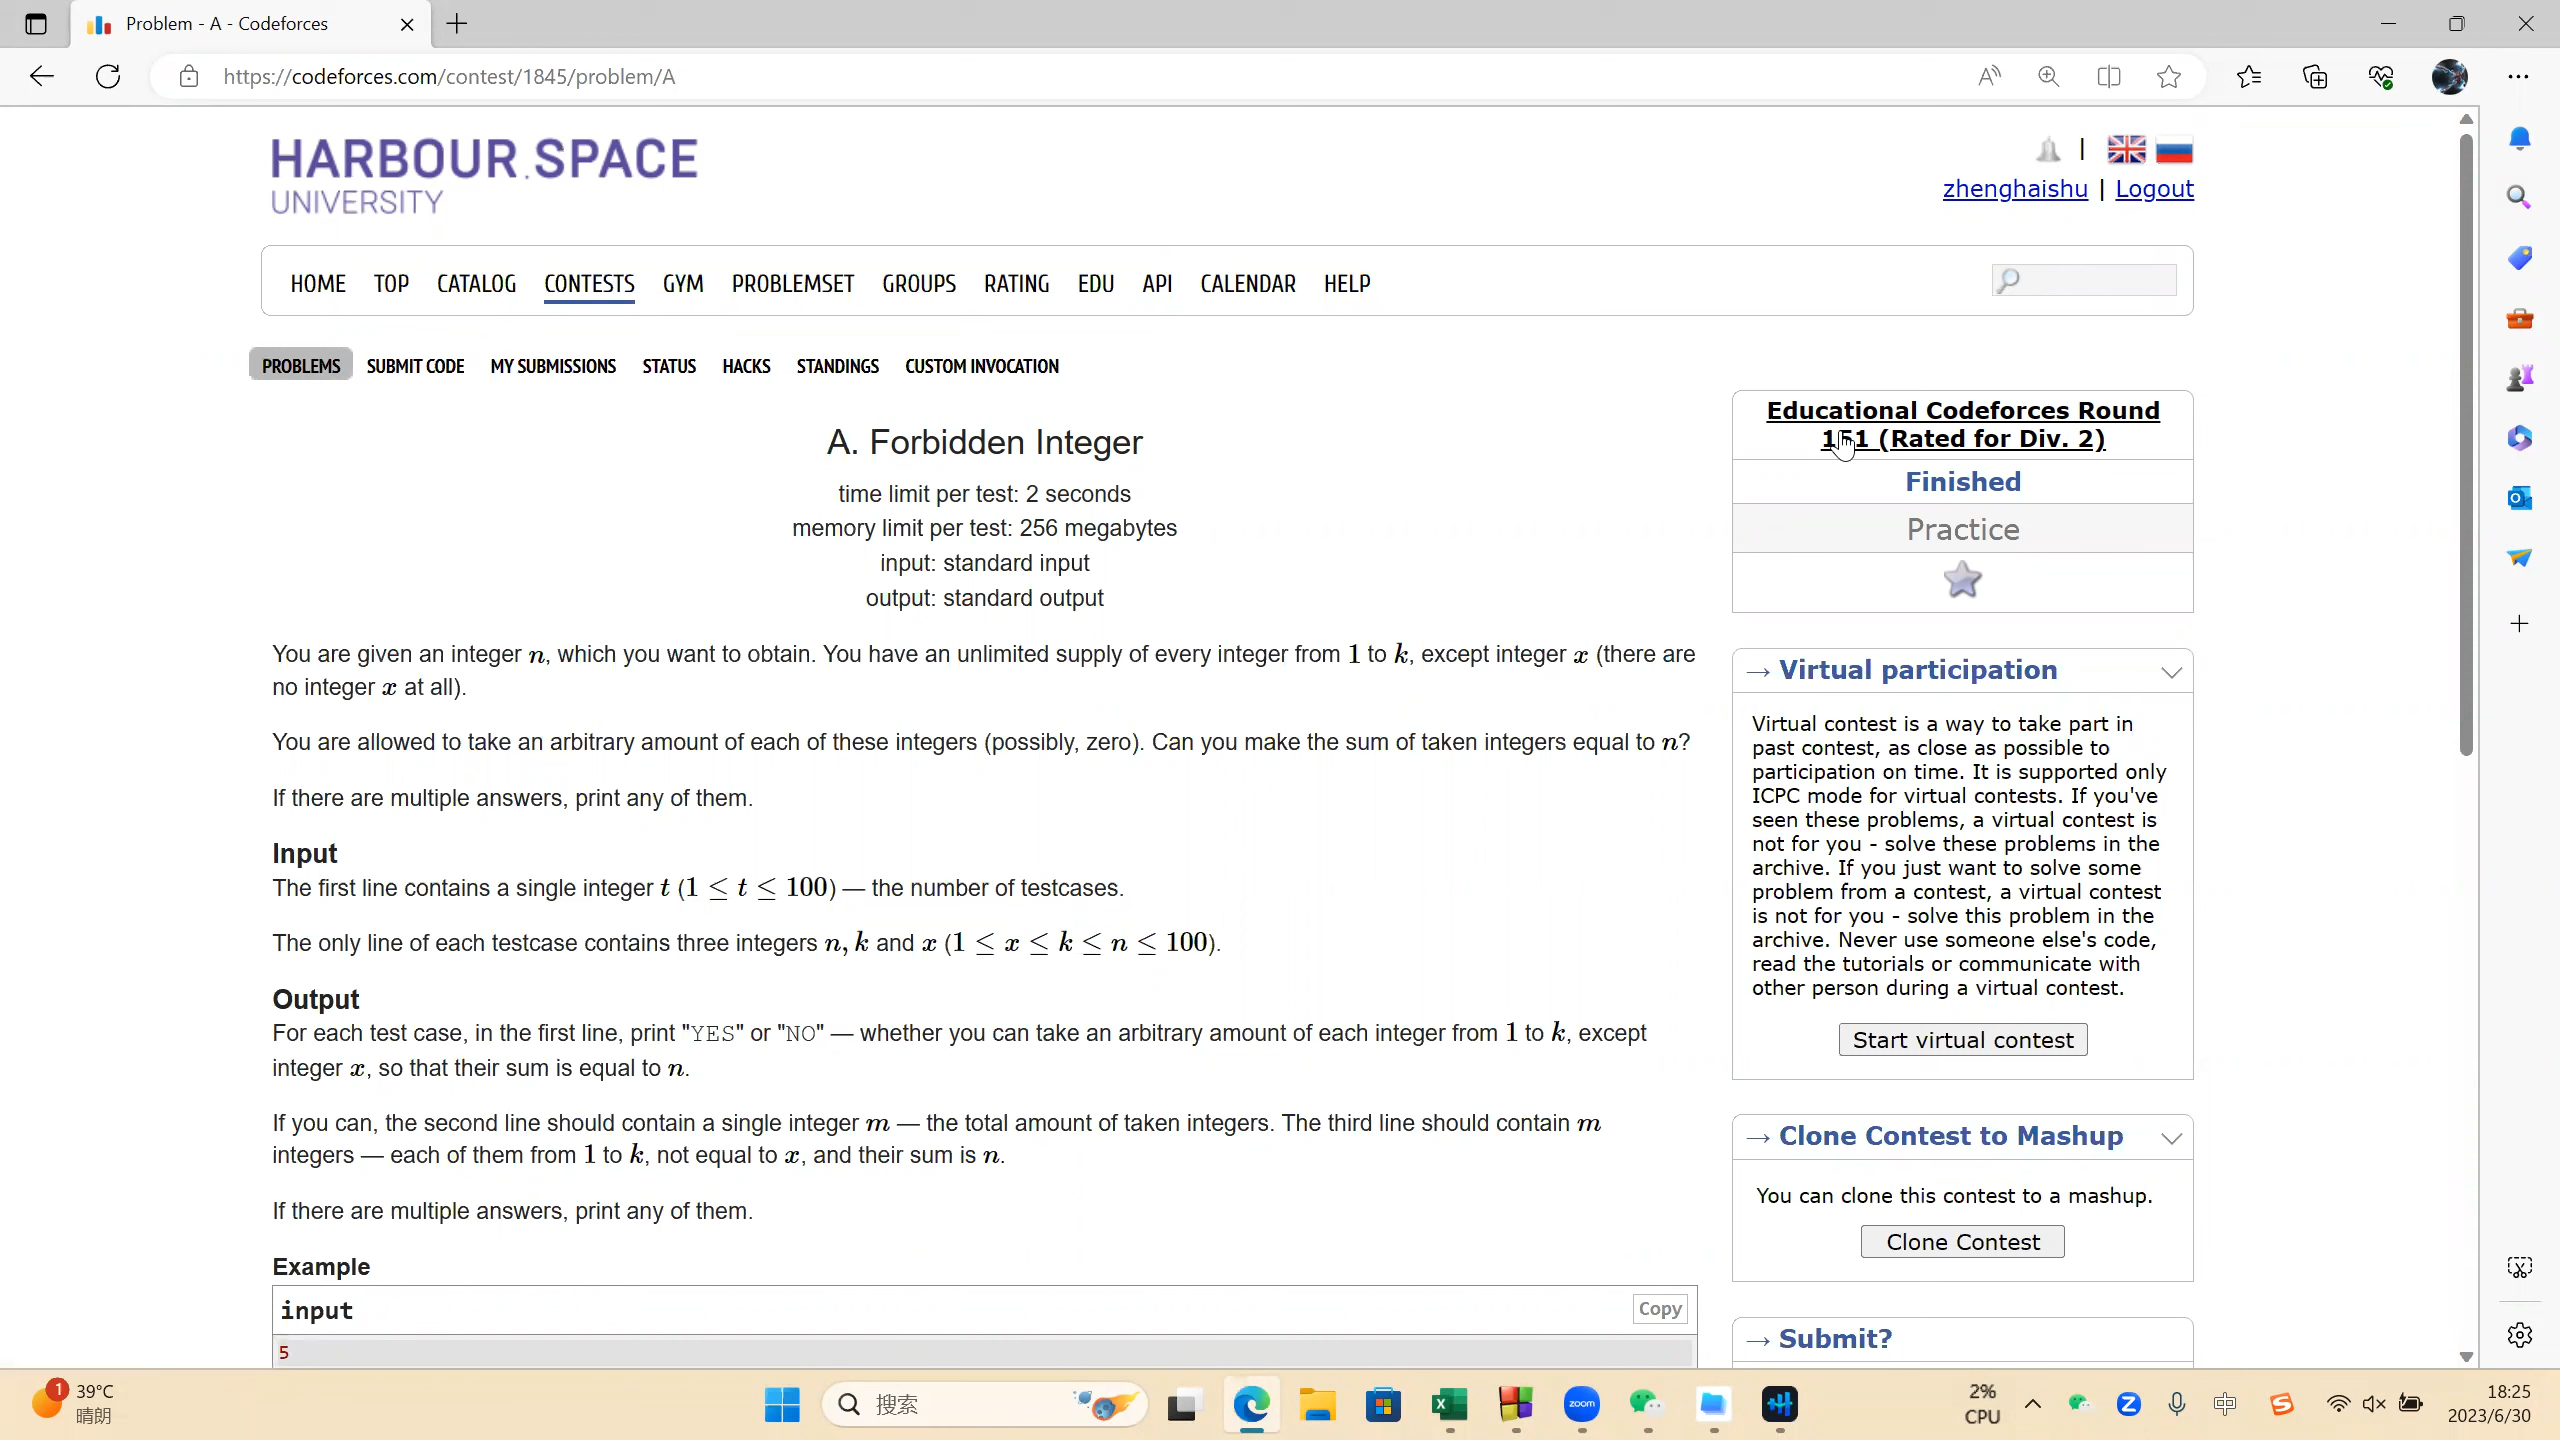 Problem - A - Codeforces
https://codeforces.com/contest/1845/problem/A
HARBOUR.SPACE
UNIVERSITY
|
zhenghaishu | Logout
HOME TOP CATALOG CONTESTS GYM PROBLEMSET GROUPS RATING EDU API CALENDAR HELP
PROBLEMS SUBMIT CODE MY SUBMISSIONS STATUS HACKS STANDINGS CUSTOM INVOCATION
A. Forbidden Integer
time limit per test: 2 seconds
memory limit per test: 256 megabytes
input: standard input
output: standard output
You are given an integer n, which you want to obtain. You have an unlimited supply of every integer from 1 to k, except integer x (there are
no integer x at all).
You are allowed to take an arbitrary amount of each of these integers (possibly, zero). Can you make the sum of taken integers equal to n?
If there are multiple answers, print any of them.
Input
The first line contains a single integer t (1 ≤ t ≤ 100) — the number of testcases.
The only line of each testcase contains three integers n, k and x (1 ≤ x ≤ k ≤ n ≤ 100).
Output
For each test case, in the first line, print "YES" or "NO" — whether you can take an arbitrary amount of each integer from 1 to k, except
integer x, so that their sum is equal to n.
If you can, the second line should contain a single integer m — the total amount of taken integers. The third line should contain m
integers — each of them from 1 to k, not equal to x, and their sum is n.
If there are multiple answers, print any of them.
Example
input
Copy
5
Educational Codeforces Round
151 (Rated for Div. 2)
Finished
Practice
→ Virtual participation
Virtual contest is a way to take part in
past contest, as close as possible to
participation on time. It is supported only
ICPC mode for virtual contests. If you've
seen these problems, a virtual contest is
not for you - solve these problems in the
archive. If you just want to solve some
problem from a contest, a virtual contest
is not for you - solve this problem in the
archive. Never use someone else's code,
read the tutorials or communicate with
other person during a virtual contest.
Start virtual contest
→ Clone Contest to Mashup
You can clone this contest to a mashup.
Clone Contest
→ Submit?
1
39°C
晴朗
搜索
zoom
2%
CPU
中
18:25
2023/6/30